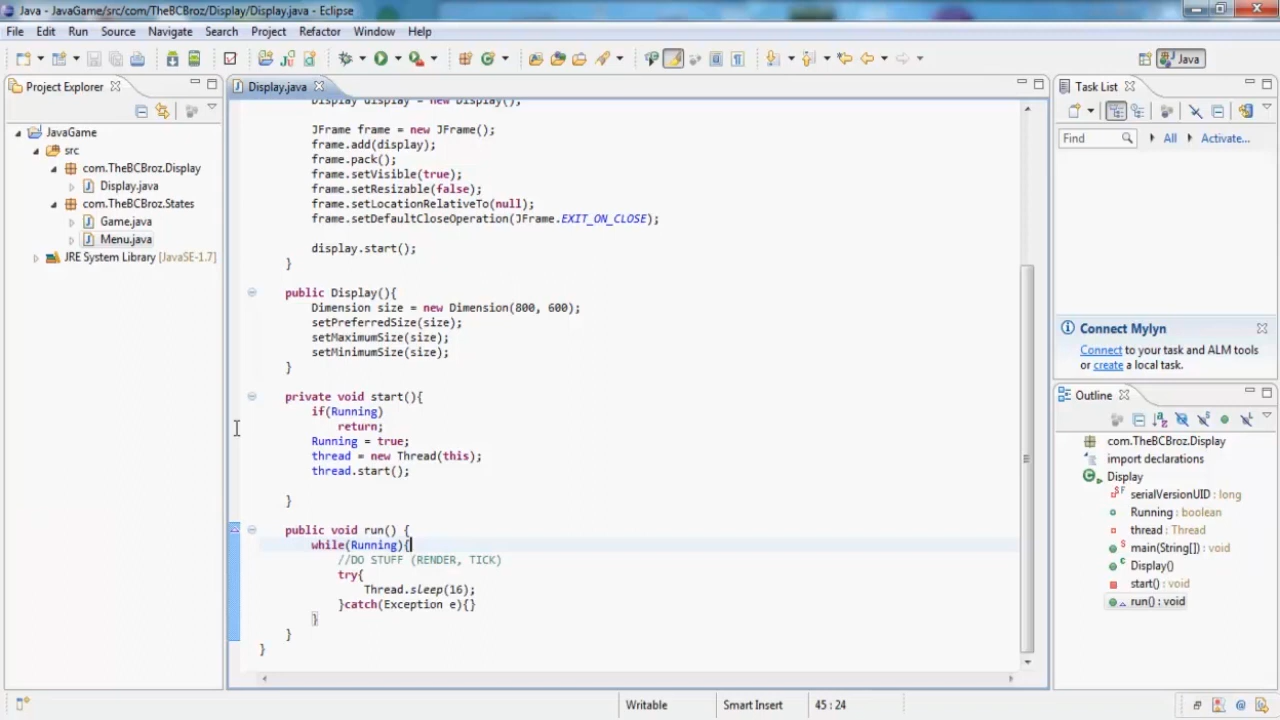 Java - JavaGame/src/com/TheBCBroz/Display/Display.java - Eclipse
File Edit Run Source Navigate Search Project Refactor Window Help
Java
Project Explorer
JavaGame
src
com.TheBCBroz.Display
Display.java
com.TheBCBroz.States
Game.java
Menu.java
JRE System Library [JavaSE-1.7]
Display.java
Display display = new Display();
JFrame frame = new JFrame();
frame.add(display);
frame.pack();
frame.setVisible(true);
frame.setResizable(false);
frame.setLocationRelativeTo(null);
frame.setDefaultCloseOperation(JFrame.EXIT_ON_CLOSE);
display.start();
}
public Display(){
Dimension size = new Dimension(800, 600);
setPreferredSize(size);
setMaximumSize(size);
setMinimumSize(size);
}
private void start(){
if(Running)
return;
Running = true;
thread = new Thread(this);
thread.start();
}
public void run() {
while(Running){
//DO STUFF (RENDER, TICK)
try{
Thread.sleep(16);
}catch(Exception e){}
}
}
}
Task List
Find All Activate...
Connect Mylyn
Connect to your task and ALM tools
or create a local task.
Outline
com.TheBCBroz.Display
import declarations
Display
serialVersionUID : long
Running : boolean
thread : Thread
main(String[]) : void
Display()
start() : void
run() : void
Writable Smart Insert 45 : 24